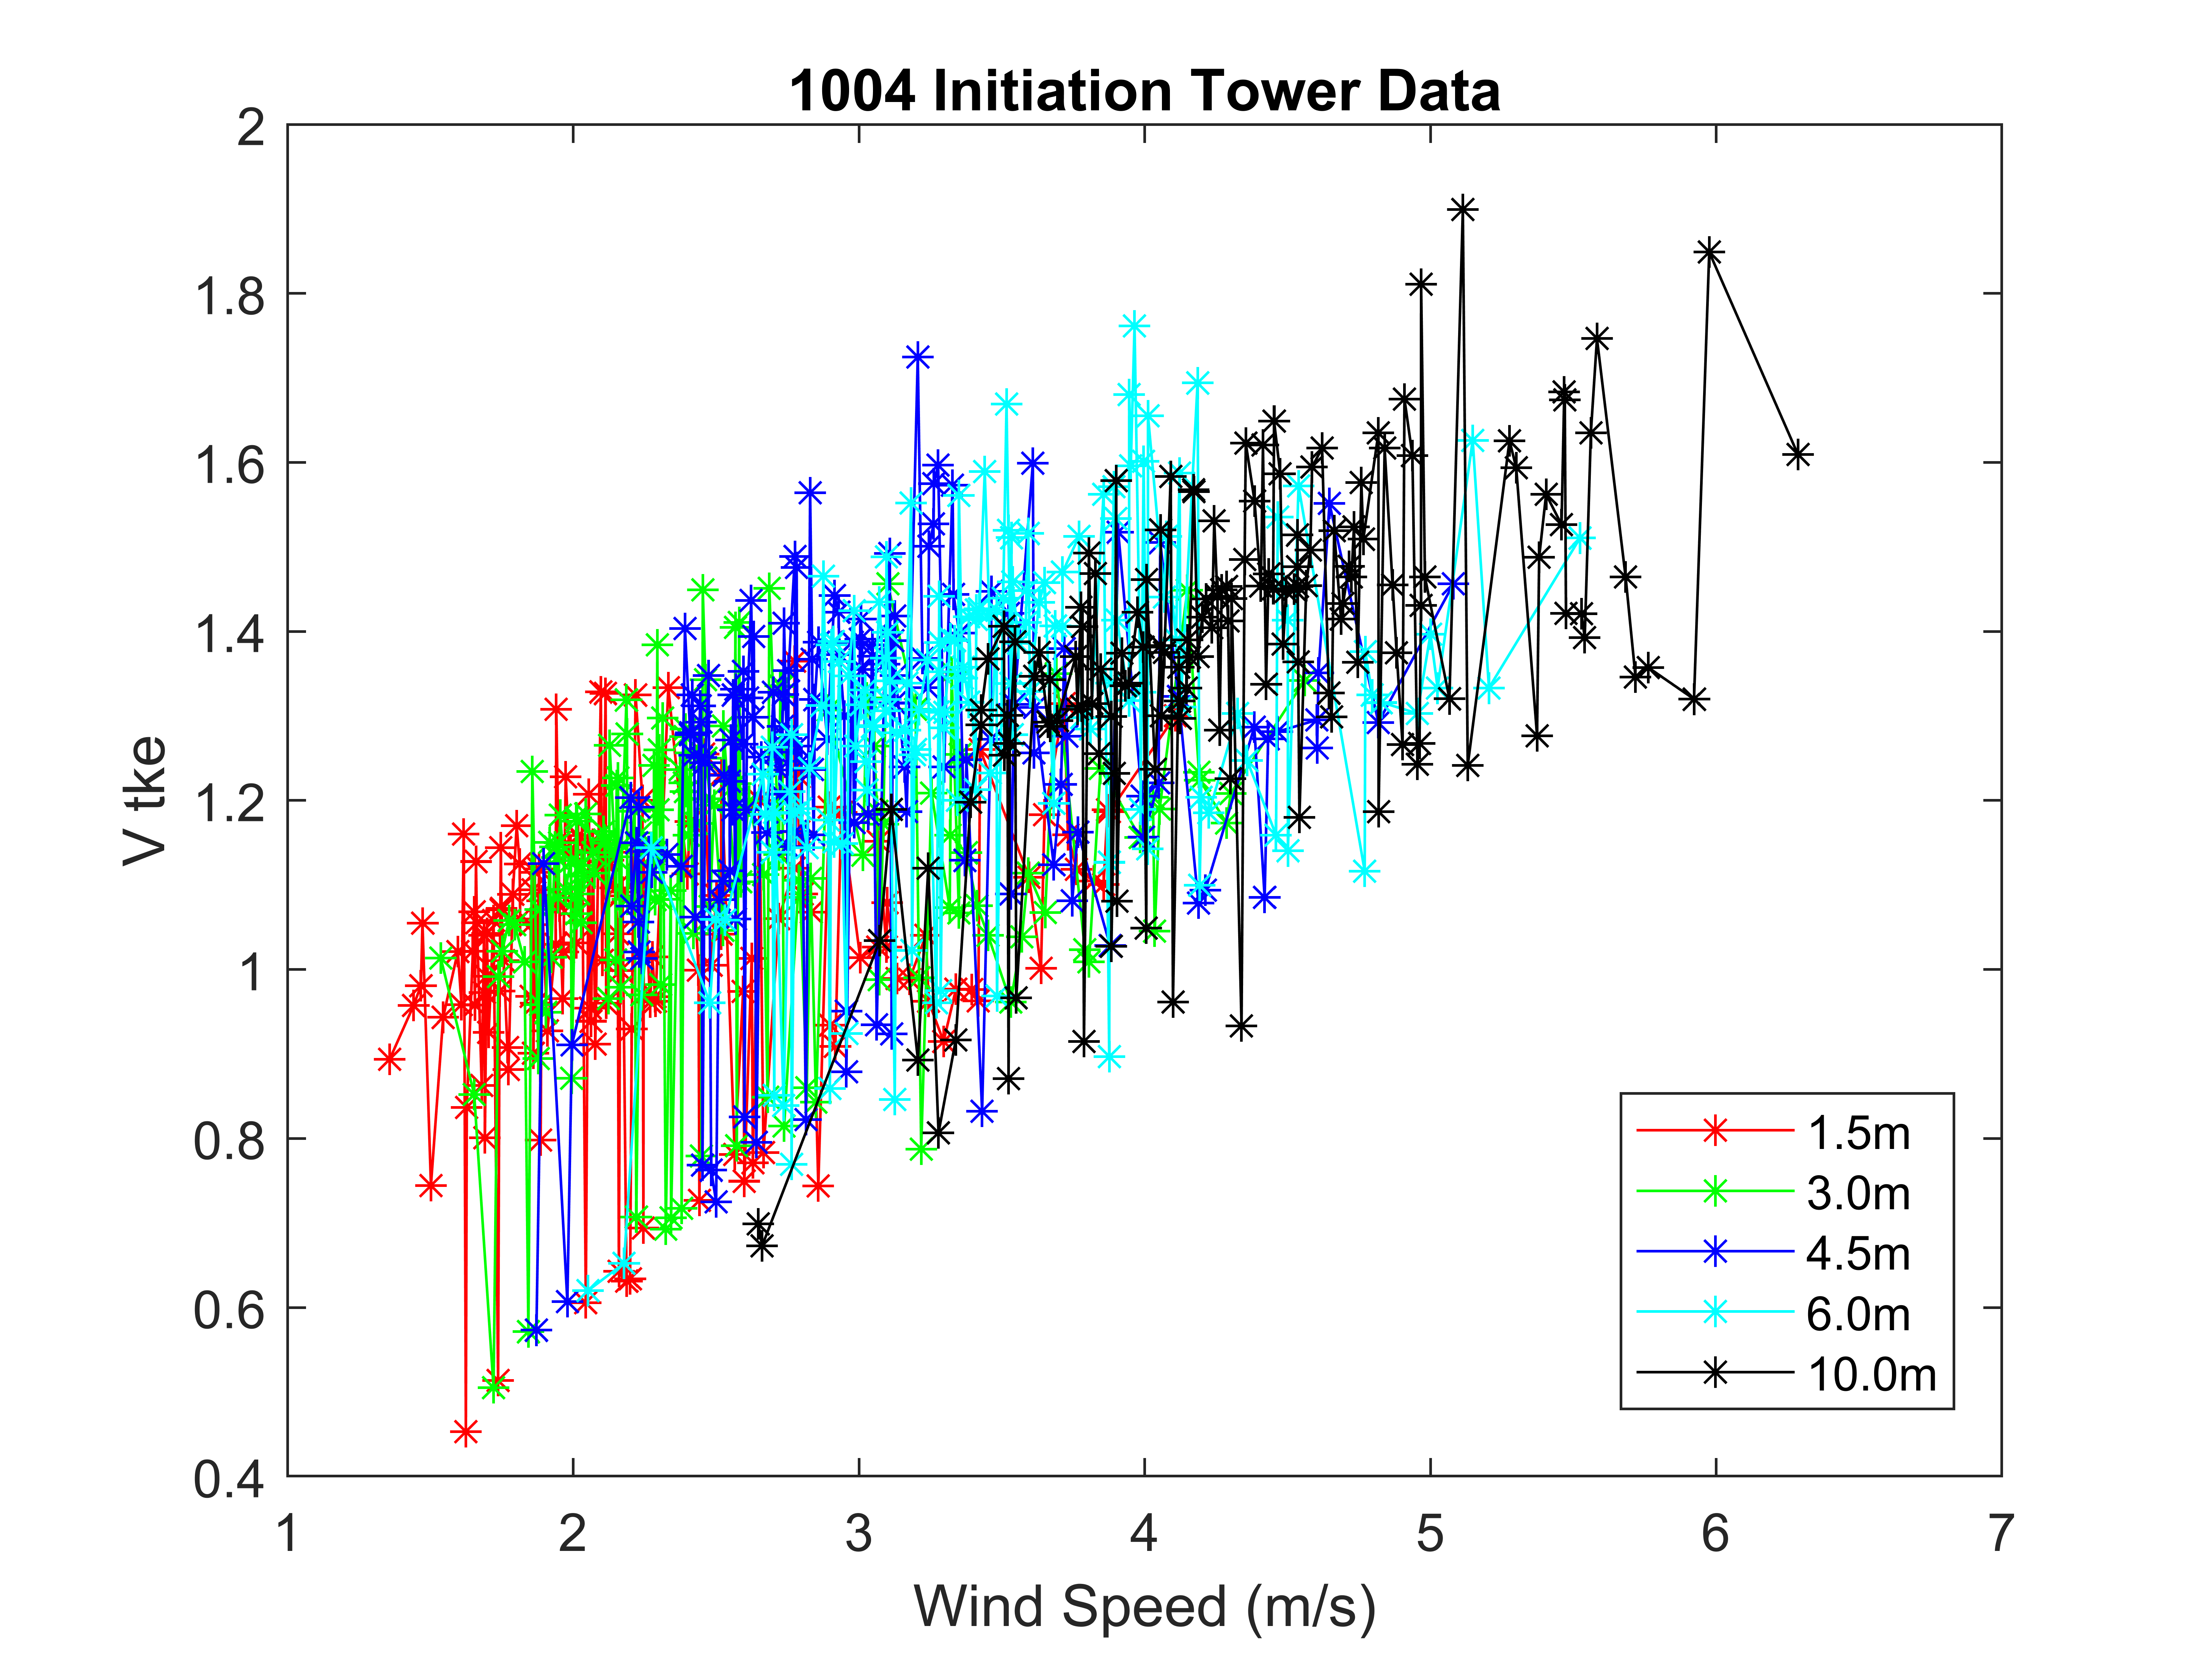 1004 Initiation Tower Data
2
1.8
1.6
1.4
1.2
1
0.8
0.6
0.4
V tke
1.5m
3.0m
4.5m
6.0m
10.0m
1 2 3 4 5 6 7
Wind Speed (m/s)